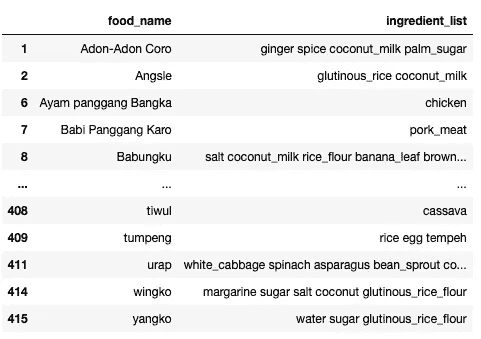 food_name ingredient_list
1 Adon-Adon Coro ginger spice coconut_milk palm_sugar
2 Angsle glutinous_rice coconut_milk
6 Ayam panggang Bangka chicken
7 Babi Panggang Karo pork_meat
8 Babungku salt coconut_milk rice_flour banana_leaf brown...
... ... ...
408 tiwul cassava
409 tumpeng rice egg tempeh
411 urap white_cabbage spinach asparagus bean_sprout co...
414 wingko margarine sugar salt coconut glutinous_rice_flour
415 yangko water sugar glutinous_rice_flour